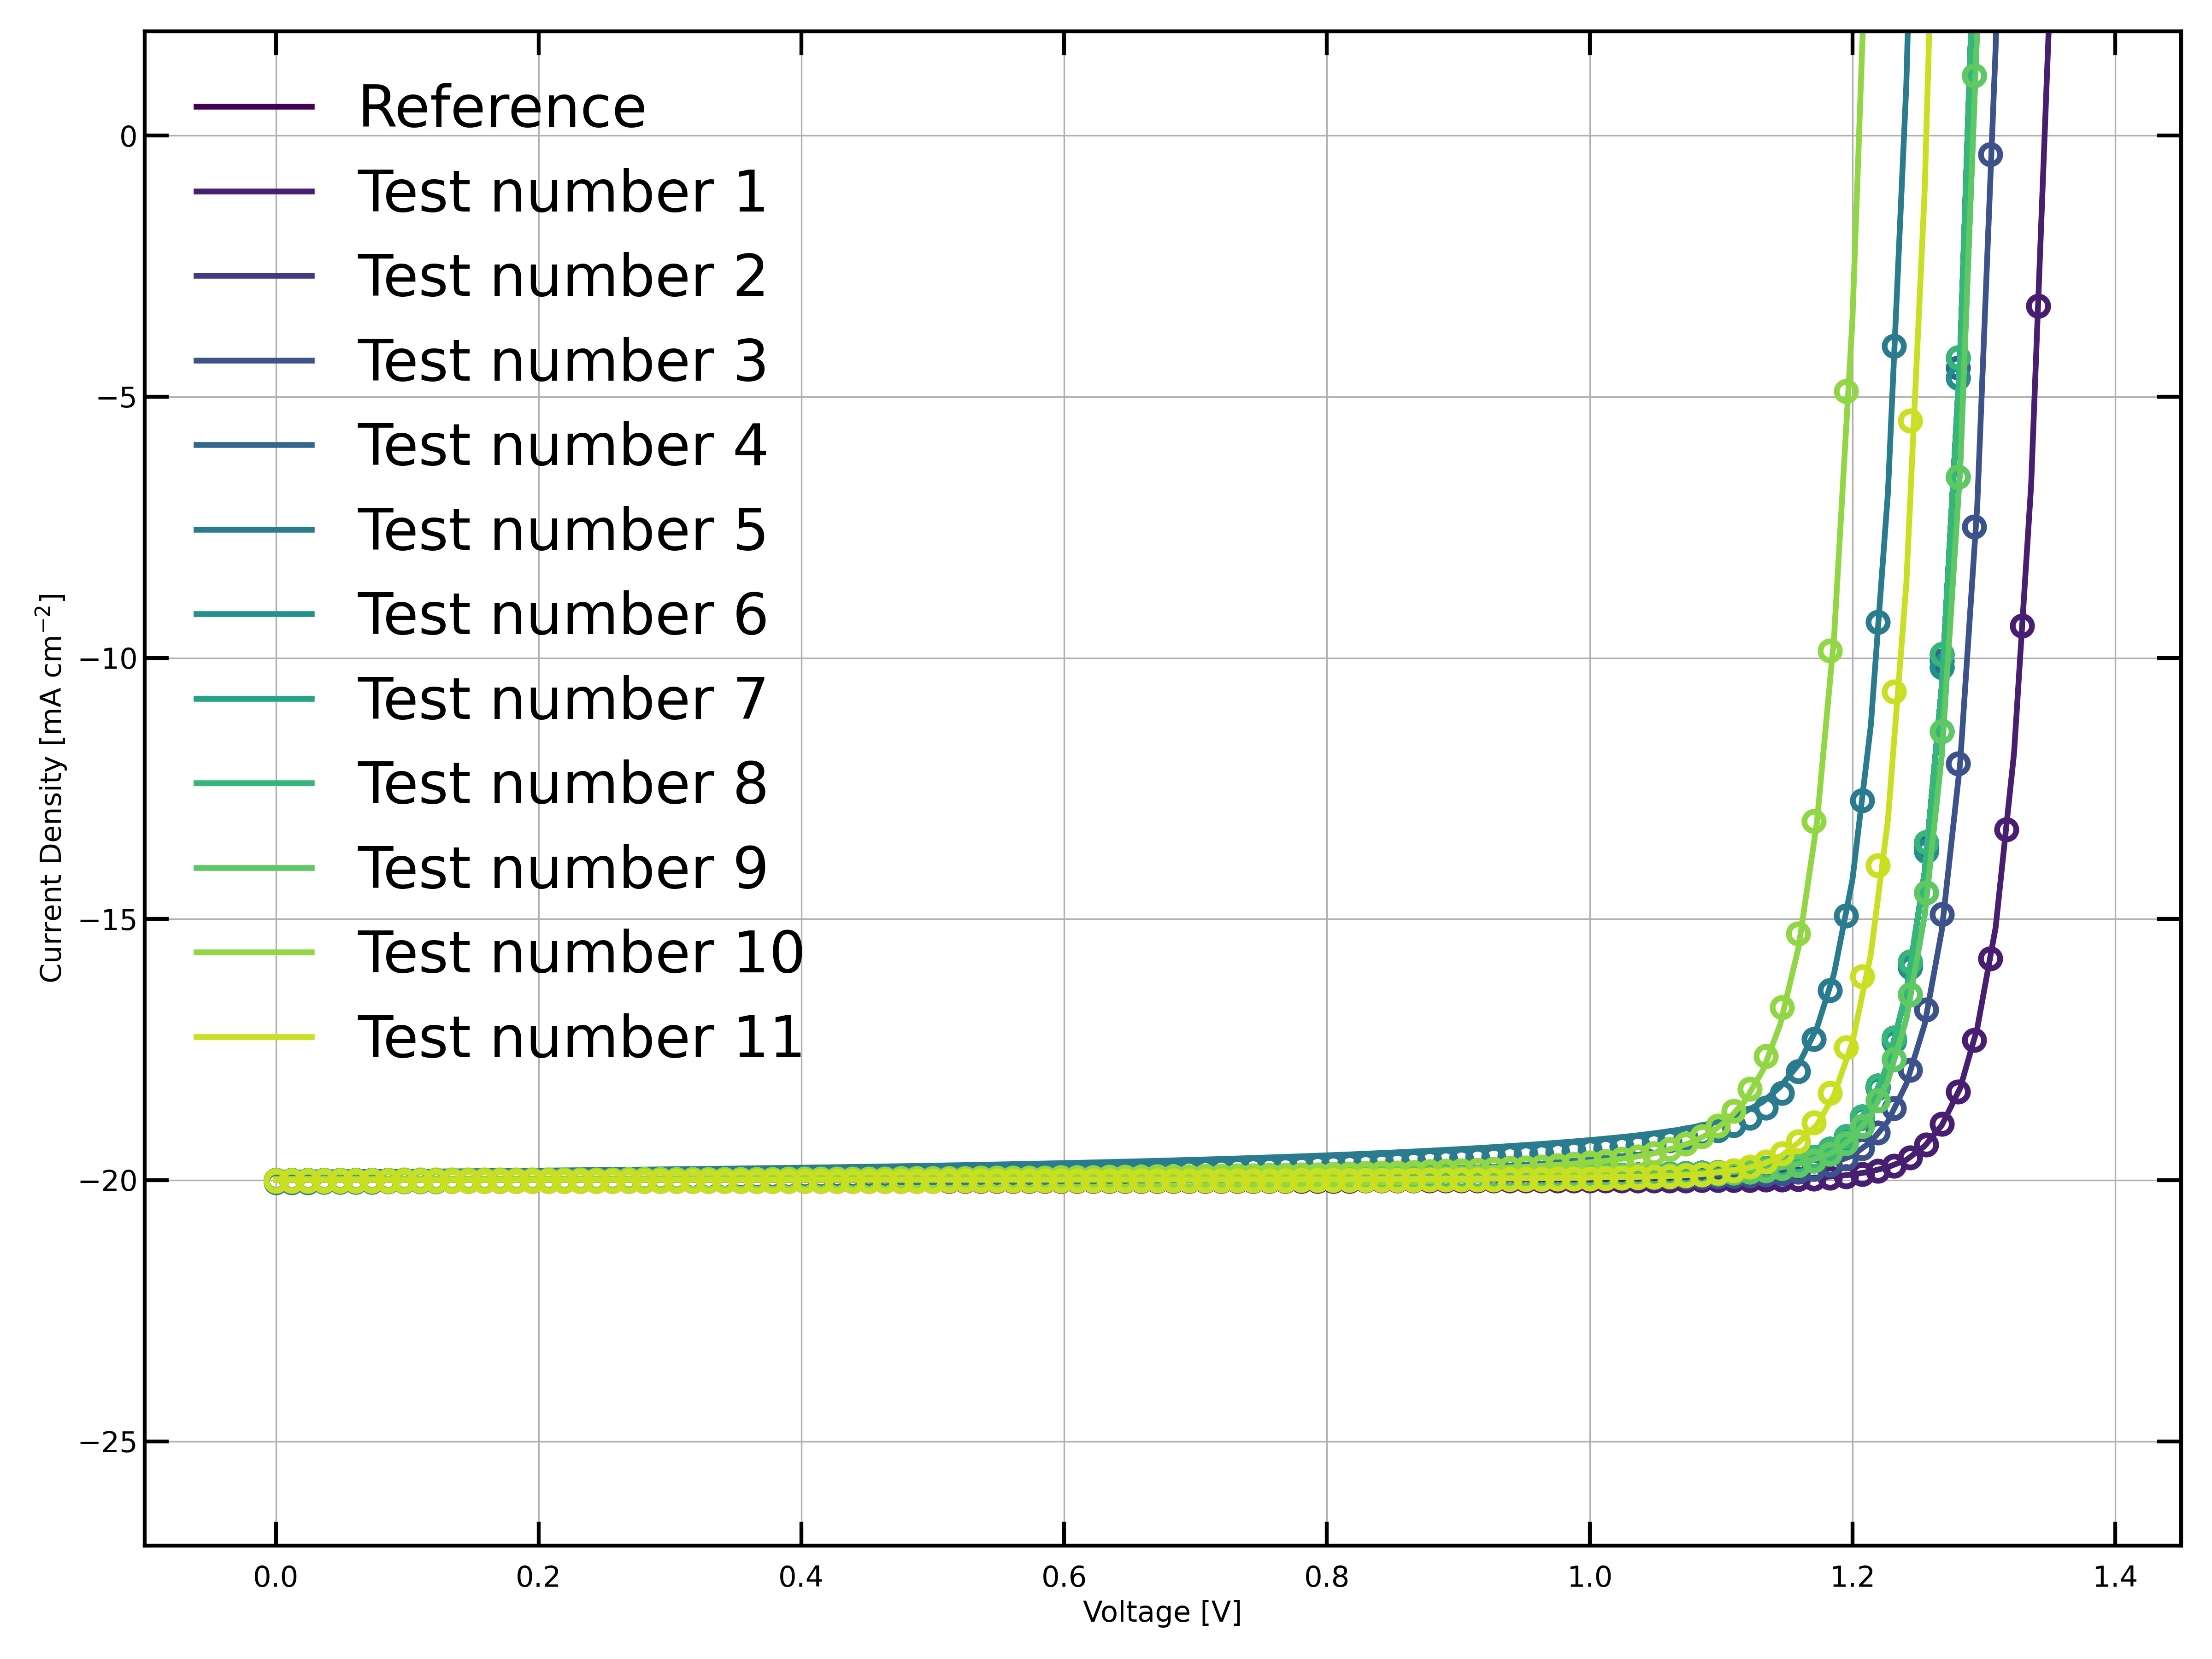 Reference
Test number 1
Test number 2
Test number 3
Test number 4
Test number 5
Test number 6
Test number 7
Test number 8
Test number 9
Test number 10
Test number 11
0
−5
−10
−15
−20
−25
Current Density [mA cm⁻²]
0.0 0.2 0.4 0.6 0.8 1.0 1.2 1.4
Voltage [V]